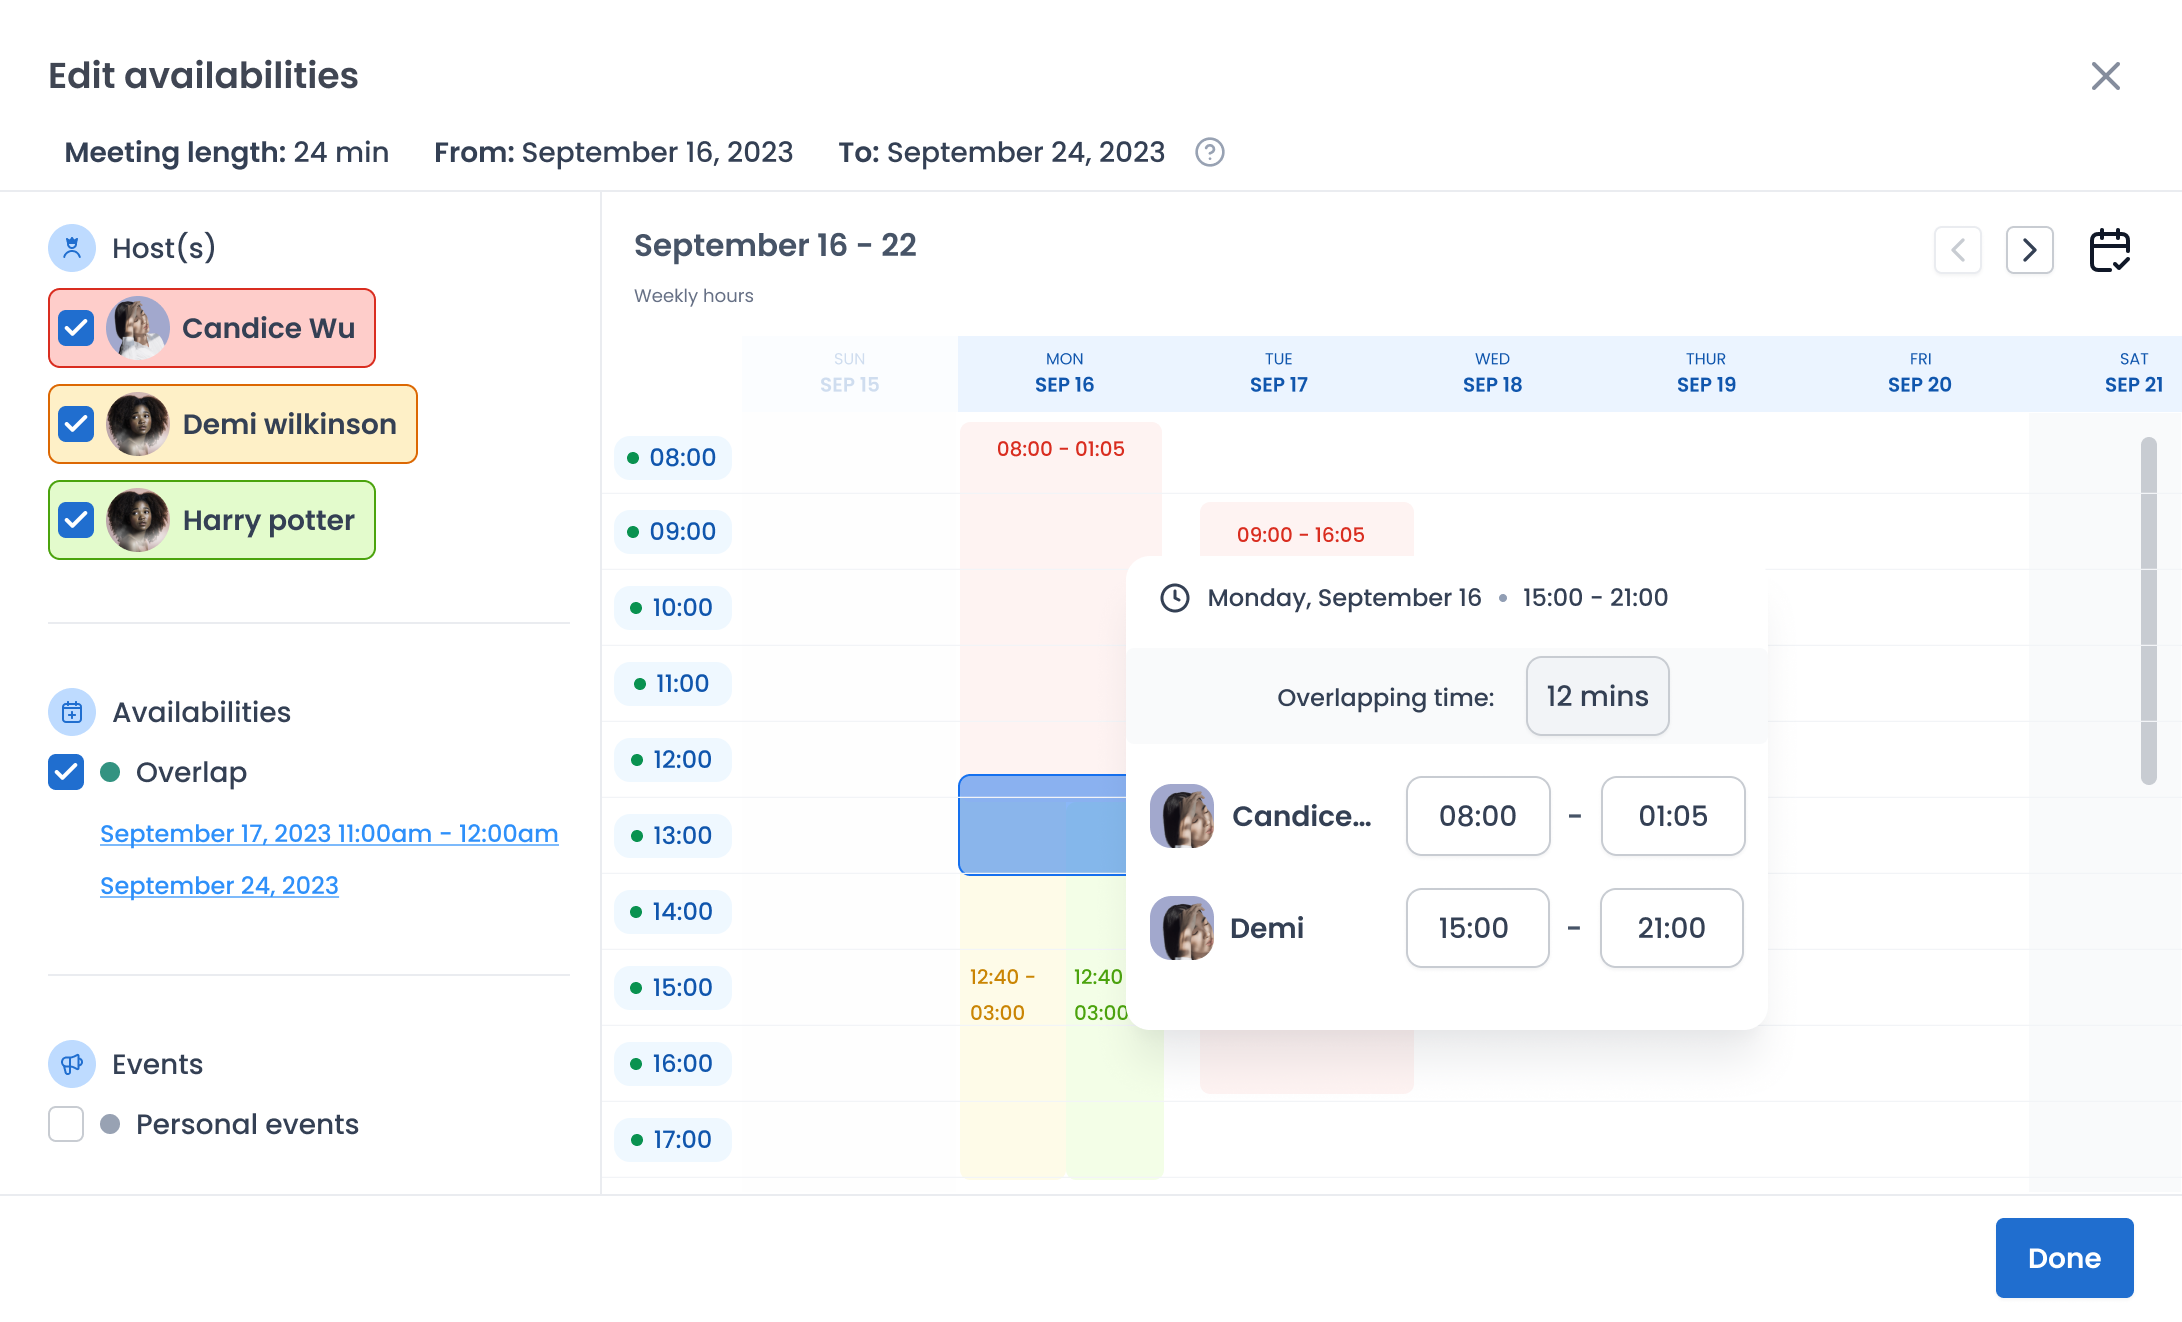 Edit availabilities
Meeting length: 24 min From: September 16, 2023 To: September 24, 2023
Host(s)
Candice Wu
Demi wilkinson
Harry potter
Availabilities
Overlap
September 17, 2023 11:00am - 12:00am
September 24, 2023
Events
Personal events
September 16 - 22
Weekly hours
SUN MON TUE WED THUR FRI SAT
SEP 15 SEP 16 SEP 17 SEP 18 SEP 19 SEP 20 SEP 21
08:00
09:00
10:00
11:00
12:00
13:00
14:00
15:00
16:00
17:00
08:00 - 01:05
09:00 - 16:05
12:40 -
03:00
12:40
03:00
Monday, September 16 • 15:00 - 21:00
Overlapping time: 12 mins
Candice... 08:00 - 01:05
Demi 15:00 - 21:00
Done